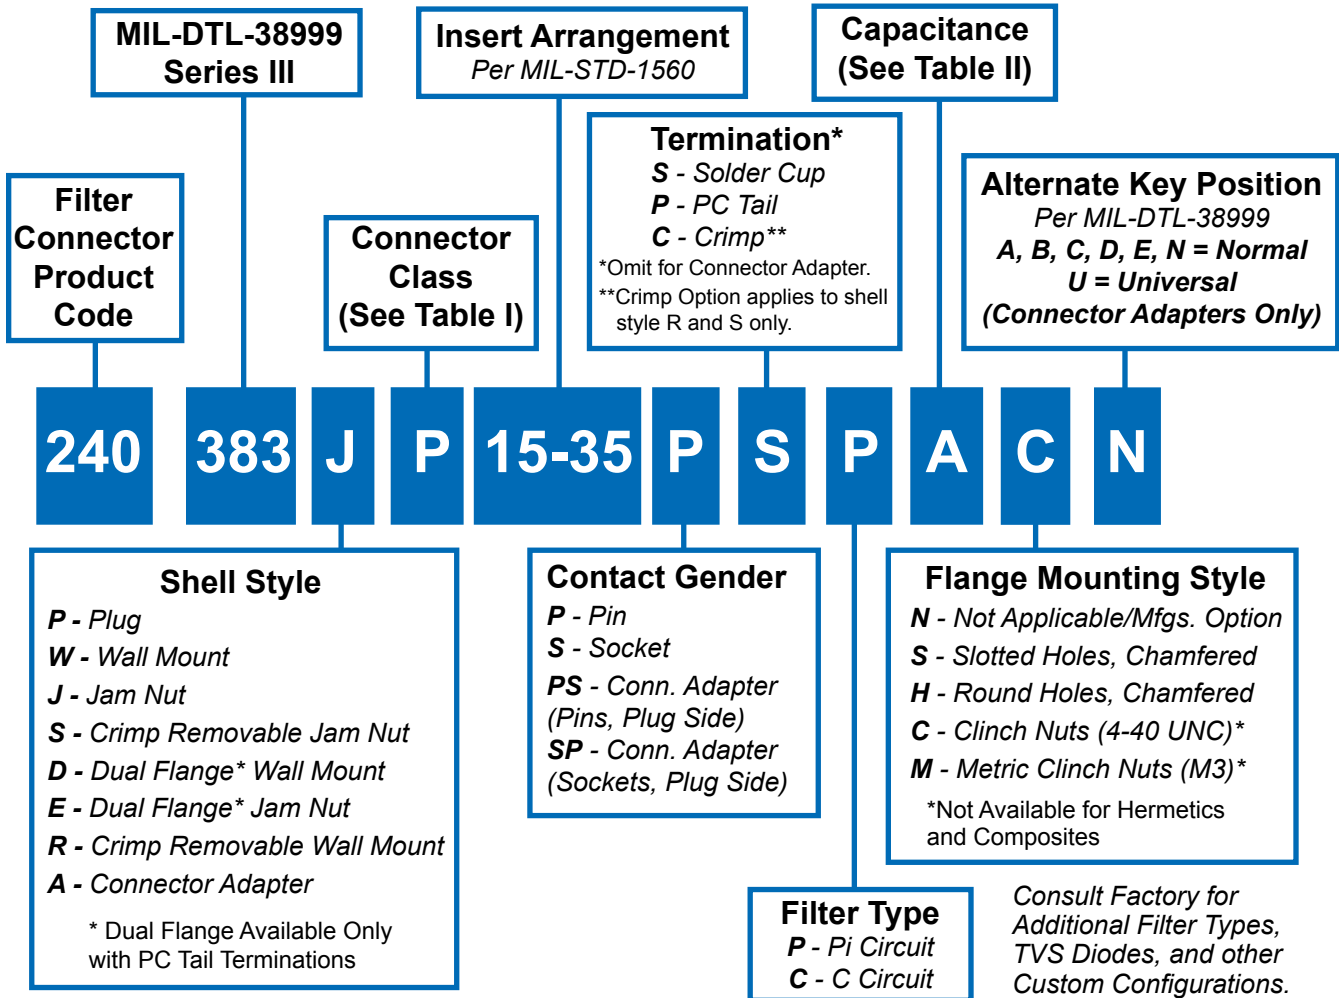 MIL-DTL-38999
Series III
Insert Arrangement
Per MIL-STD-1560
Capacitance
(See Table II)
Filter
Connector
Product
Code
Connector
Class
(See Table I)
Termination*
S - Solder Cup
P - PC Tail
C - Crimp**
*Omit for Connector Adapter.
**Crimp Option applies to shell
style R and S only.
Alternate Key Position
Per MIL-DTL-38999
A, B, C, D, E, N = Normal
U = Universal
(Connector Adapters Only)
240 383 J P 15-35 P S P A C N
Shell Style
P - Plug
W - Wall Mount
J - Jam Nut
S - Crimp Removable Jam Nut
D - Dual Flange* Wall Mount
E - Dual Flange* Jam Nut
R - Crimp Removable Wall Mount
A - Connector Adapter
* Dual Flange Available Only
with PC Tail Terminations
Contact Gender
P - Pin
S - Socket
PS - Conn. Adapter
(Pins, Plug Side)
SP - Conn. Adapter
(Sockets, Plug Side)
Filter Type
P - Pi Circuit
C - C Circuit
Flange Mounting Style
N - Not Applicable/Mfgs. Option
S - Slotted Holes, Chamfered
H - Round Holes, Chamfered
C - Clinch Nuts (4-40 UNC)*
M - Metric Clinch Nuts (M3)*
*Not Available for Hermetics
and Composites
Consult Factory for
Additional Filter Types,
TVS Diodes, and other
Custom Configurations.